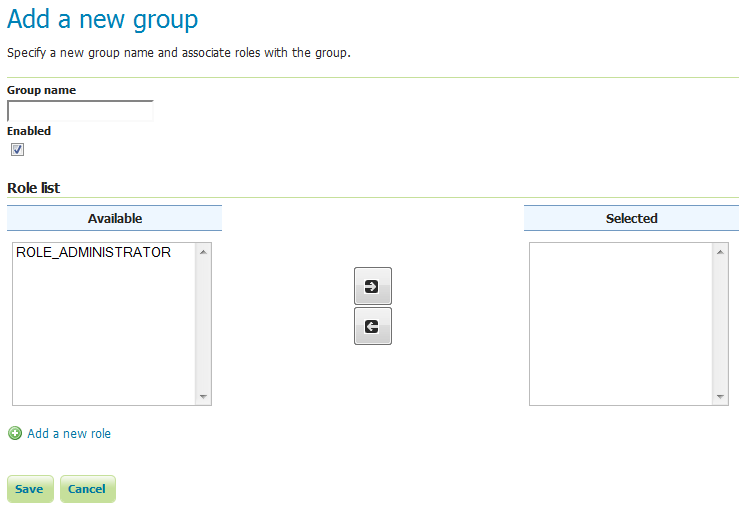 Add a new group
Specify a new group name and associate roles with the group.
Group name
Enabled
Role list
Available
Selected
ROLE_ADMINISTRATOR
Add a new role
Save
Cancel